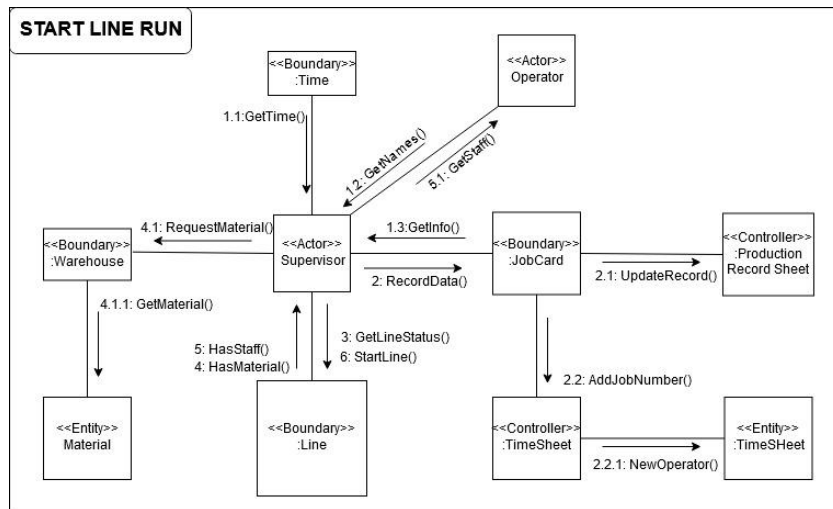 START LINE RUN
<<Boundary>>
:Time
<<Actor>>
Operator
1.1:GetTime()
1.2: GetNames()
5.1: GetStaff()
4.1: RequestMaterial()
<<Boundary>>
:Warehouse
<<Actor>>
Supervisor
1.3:GetInfo()
2: RecordData()
<<Boundary>>
:JobCard
2.1: UpdateRecord()
<<Controller>>
:Production
Record Sheet
4.1.1: GetMaterial()
5: HasStaff()
4: HasMaterial()
3: GetLineStatus()
6: StartLine()
2.2: AddJobNumber()
<<Entity>>
Material
<<Boundary>>
:Line
<<Controller>>
:TimeSheet
2.2.1: NewOperator()
<<Entity>>
:TimeSHeet